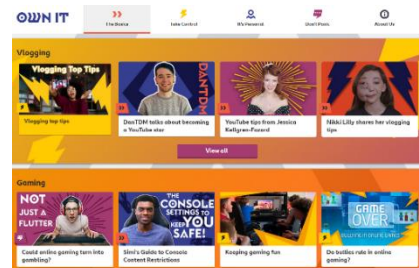 OWN IT
The Basics
Take Control
It's Personal
Don't Panic
About Us
Vlogging
Vlogging Top Tips
DANTDM
Vlogging top tips
DanTDM talks about becoming
a YouTube star
YouTube tips from Jessica
Kellgren-Fozard
Nikki Lilly shares her vlogging
tips
View all
Gaming
NOT
JUST A
FLUTTER
THE
CONSOLE
SETTINGS TO
KEEP YOU
SAFE!
GAME
OVER
Could online gaming turn into
gambling?
Slimi's Guide to Console
Content Restrictions
Keeping gaming fun
Do baddies rule in online
gaming?